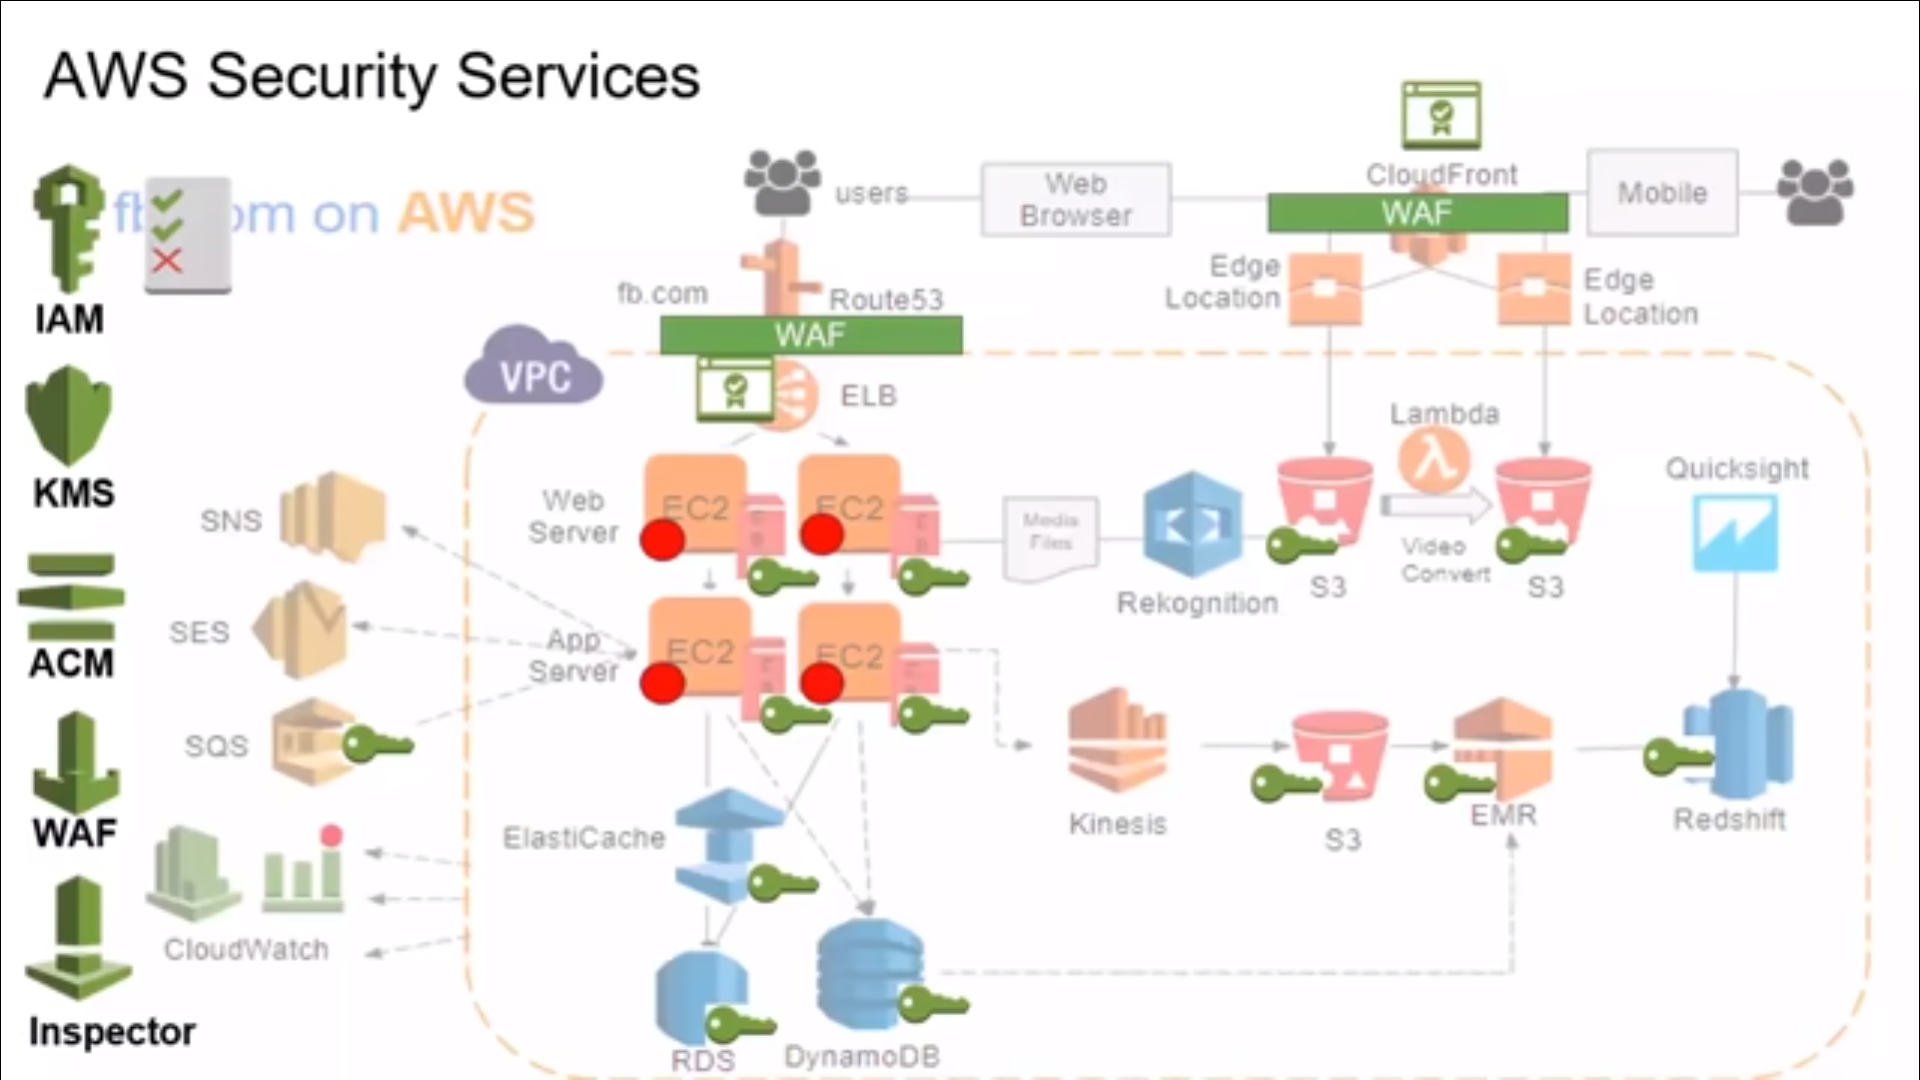 AWS Security Services
fb
om on AWS
IAM
KMS
ACM
WAF
Inspector
users
Web
Browser
CloudFront
WAF
Mobile
Edge
Location
Edge
Location
fb.com
Route53
WAF
VPC
ELB
Web
Server
EC2
EC2
Media
Files
Rekognition
S3
Lambda
Video
Convert
S3
Quicksight
SNS
SES
SQS
App
Server
EC2
EC2
Kinesis
S3
EMR
Redshift
ElastiCache
CloudWatch
RDS
DynamoDB